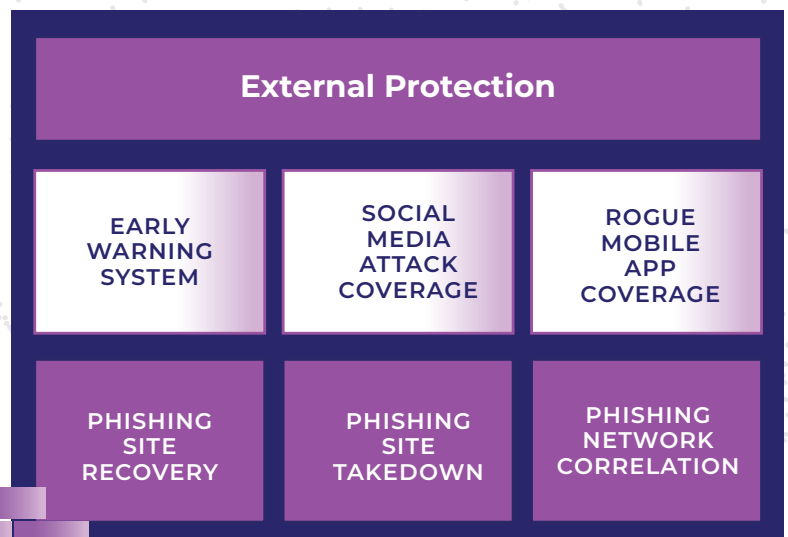 External Protection
EARLY
WARNING
SYSTEM
SOCIAL
MEDIA
ATTACK
COVERAGE
ROGUE
MOBILE
APP
COVERAGE
PHISHING
SITE
RECOVERY
PHISHING
SITE
TAKEDOWN
PHISHING
NETWORK
CORRELATION